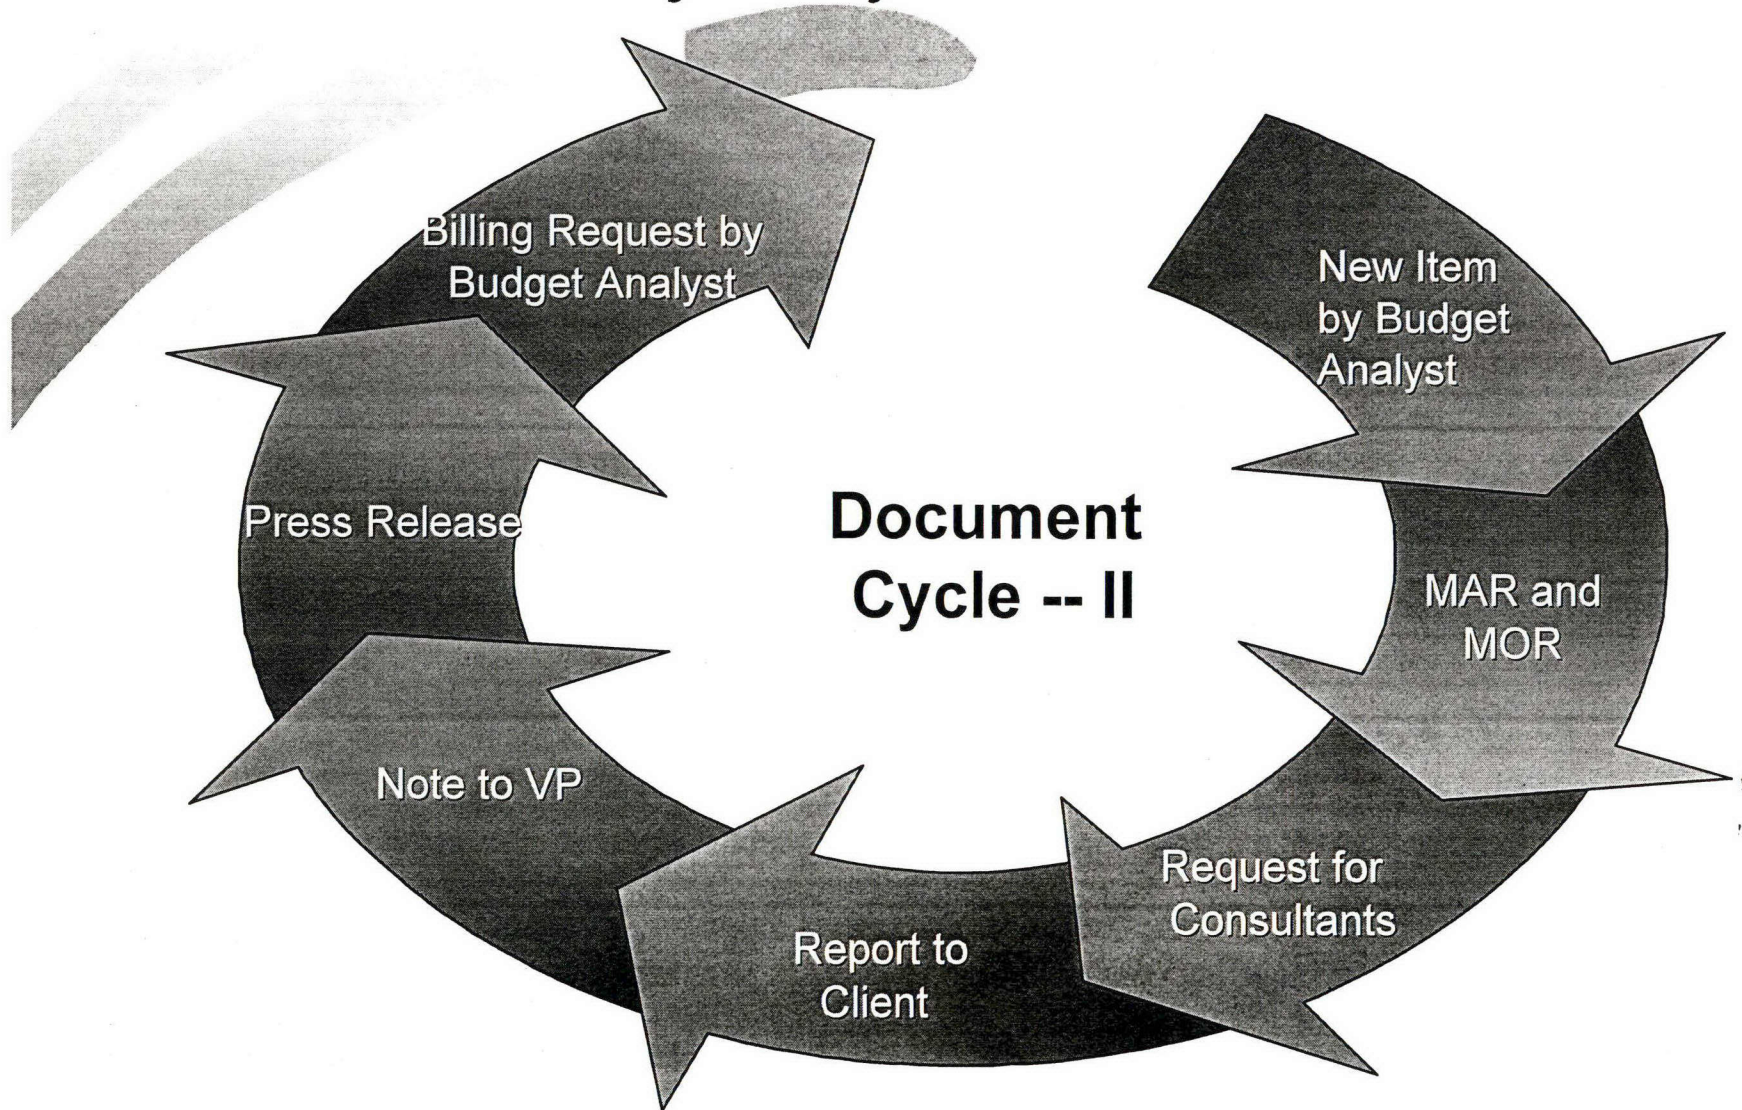 Document
Cycle -- II
New Item
by Budget
Analyst
MAR and
MOR
Request for
Consultants
Report to
Client
Note to VP
Press Release
Billing Request by
Budget Analyst